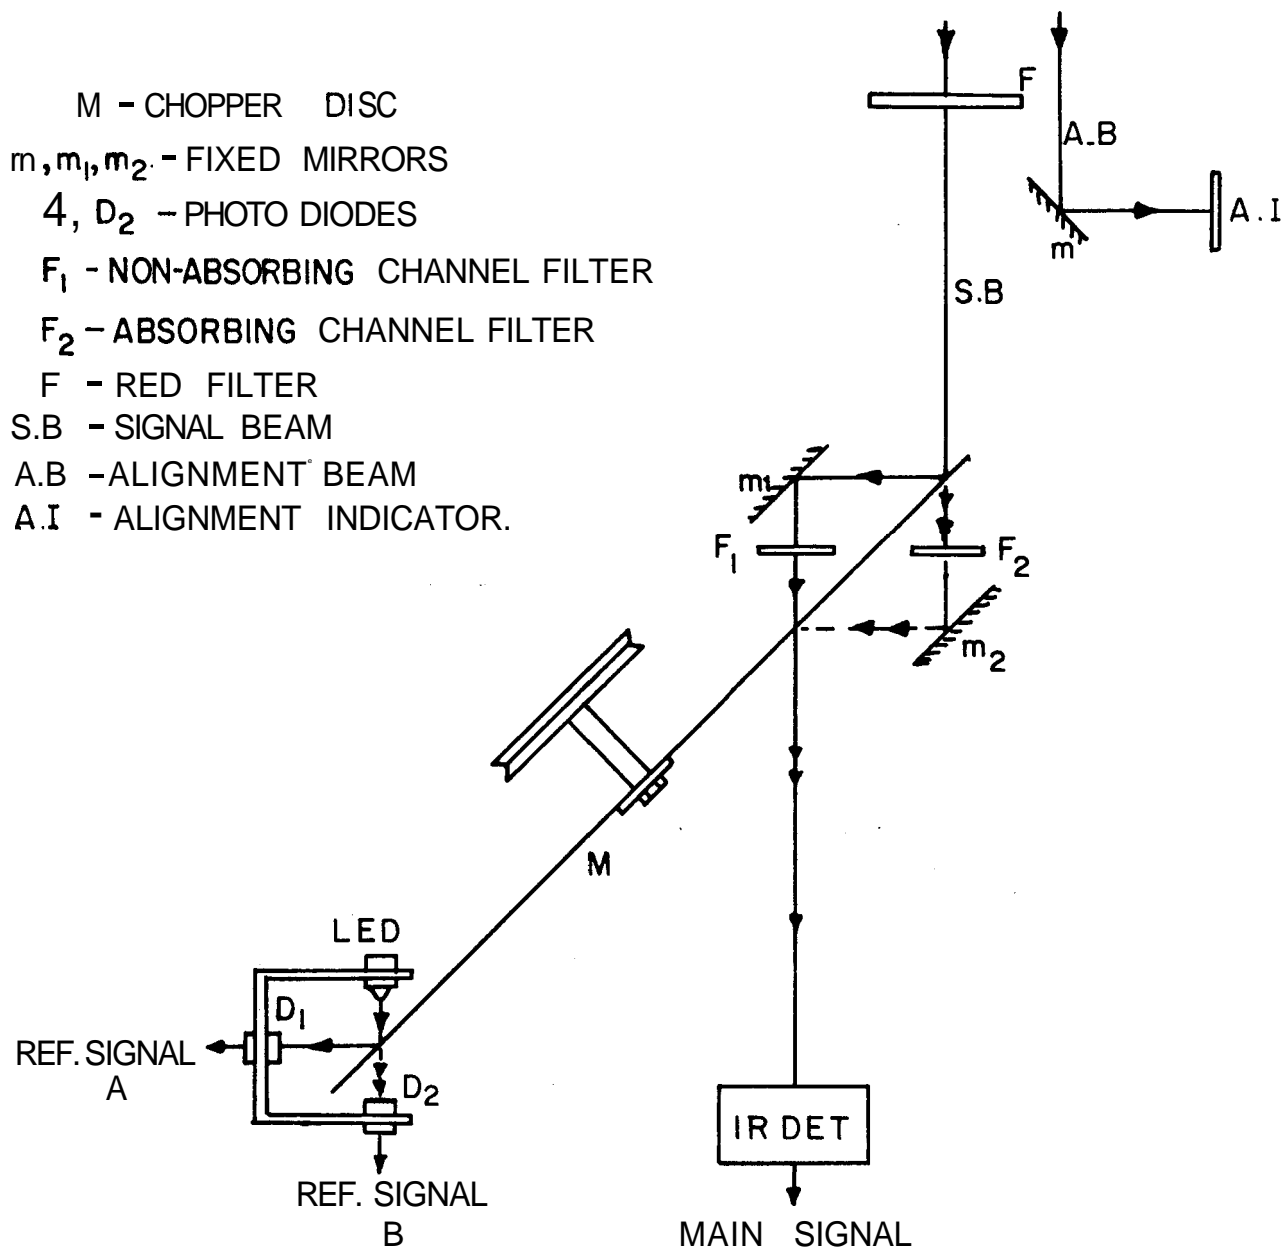 M - CHOPPER DISC
m, m₁, m₂. - FIXED MIRRORS
4, D₂ - PHOTO DIODES
F₁ - NON-ABSORBING CHANNEL FILTER
F₂ - ABSORBING CHANNEL FILTER
F - RED FILTER
S.B - SIGNAL BEAM
A.B - ALIGNMENT BEAM
A.I - ALIGNMENT INDICATOR.
F
A.B
A.I
m
S.B
m₁
F₁
F₂
m₂
M
LED
D₁
REF. SIGNAL
A
D₂
REF. SIGNAL
B
IR DET
MAIN SIGNAL